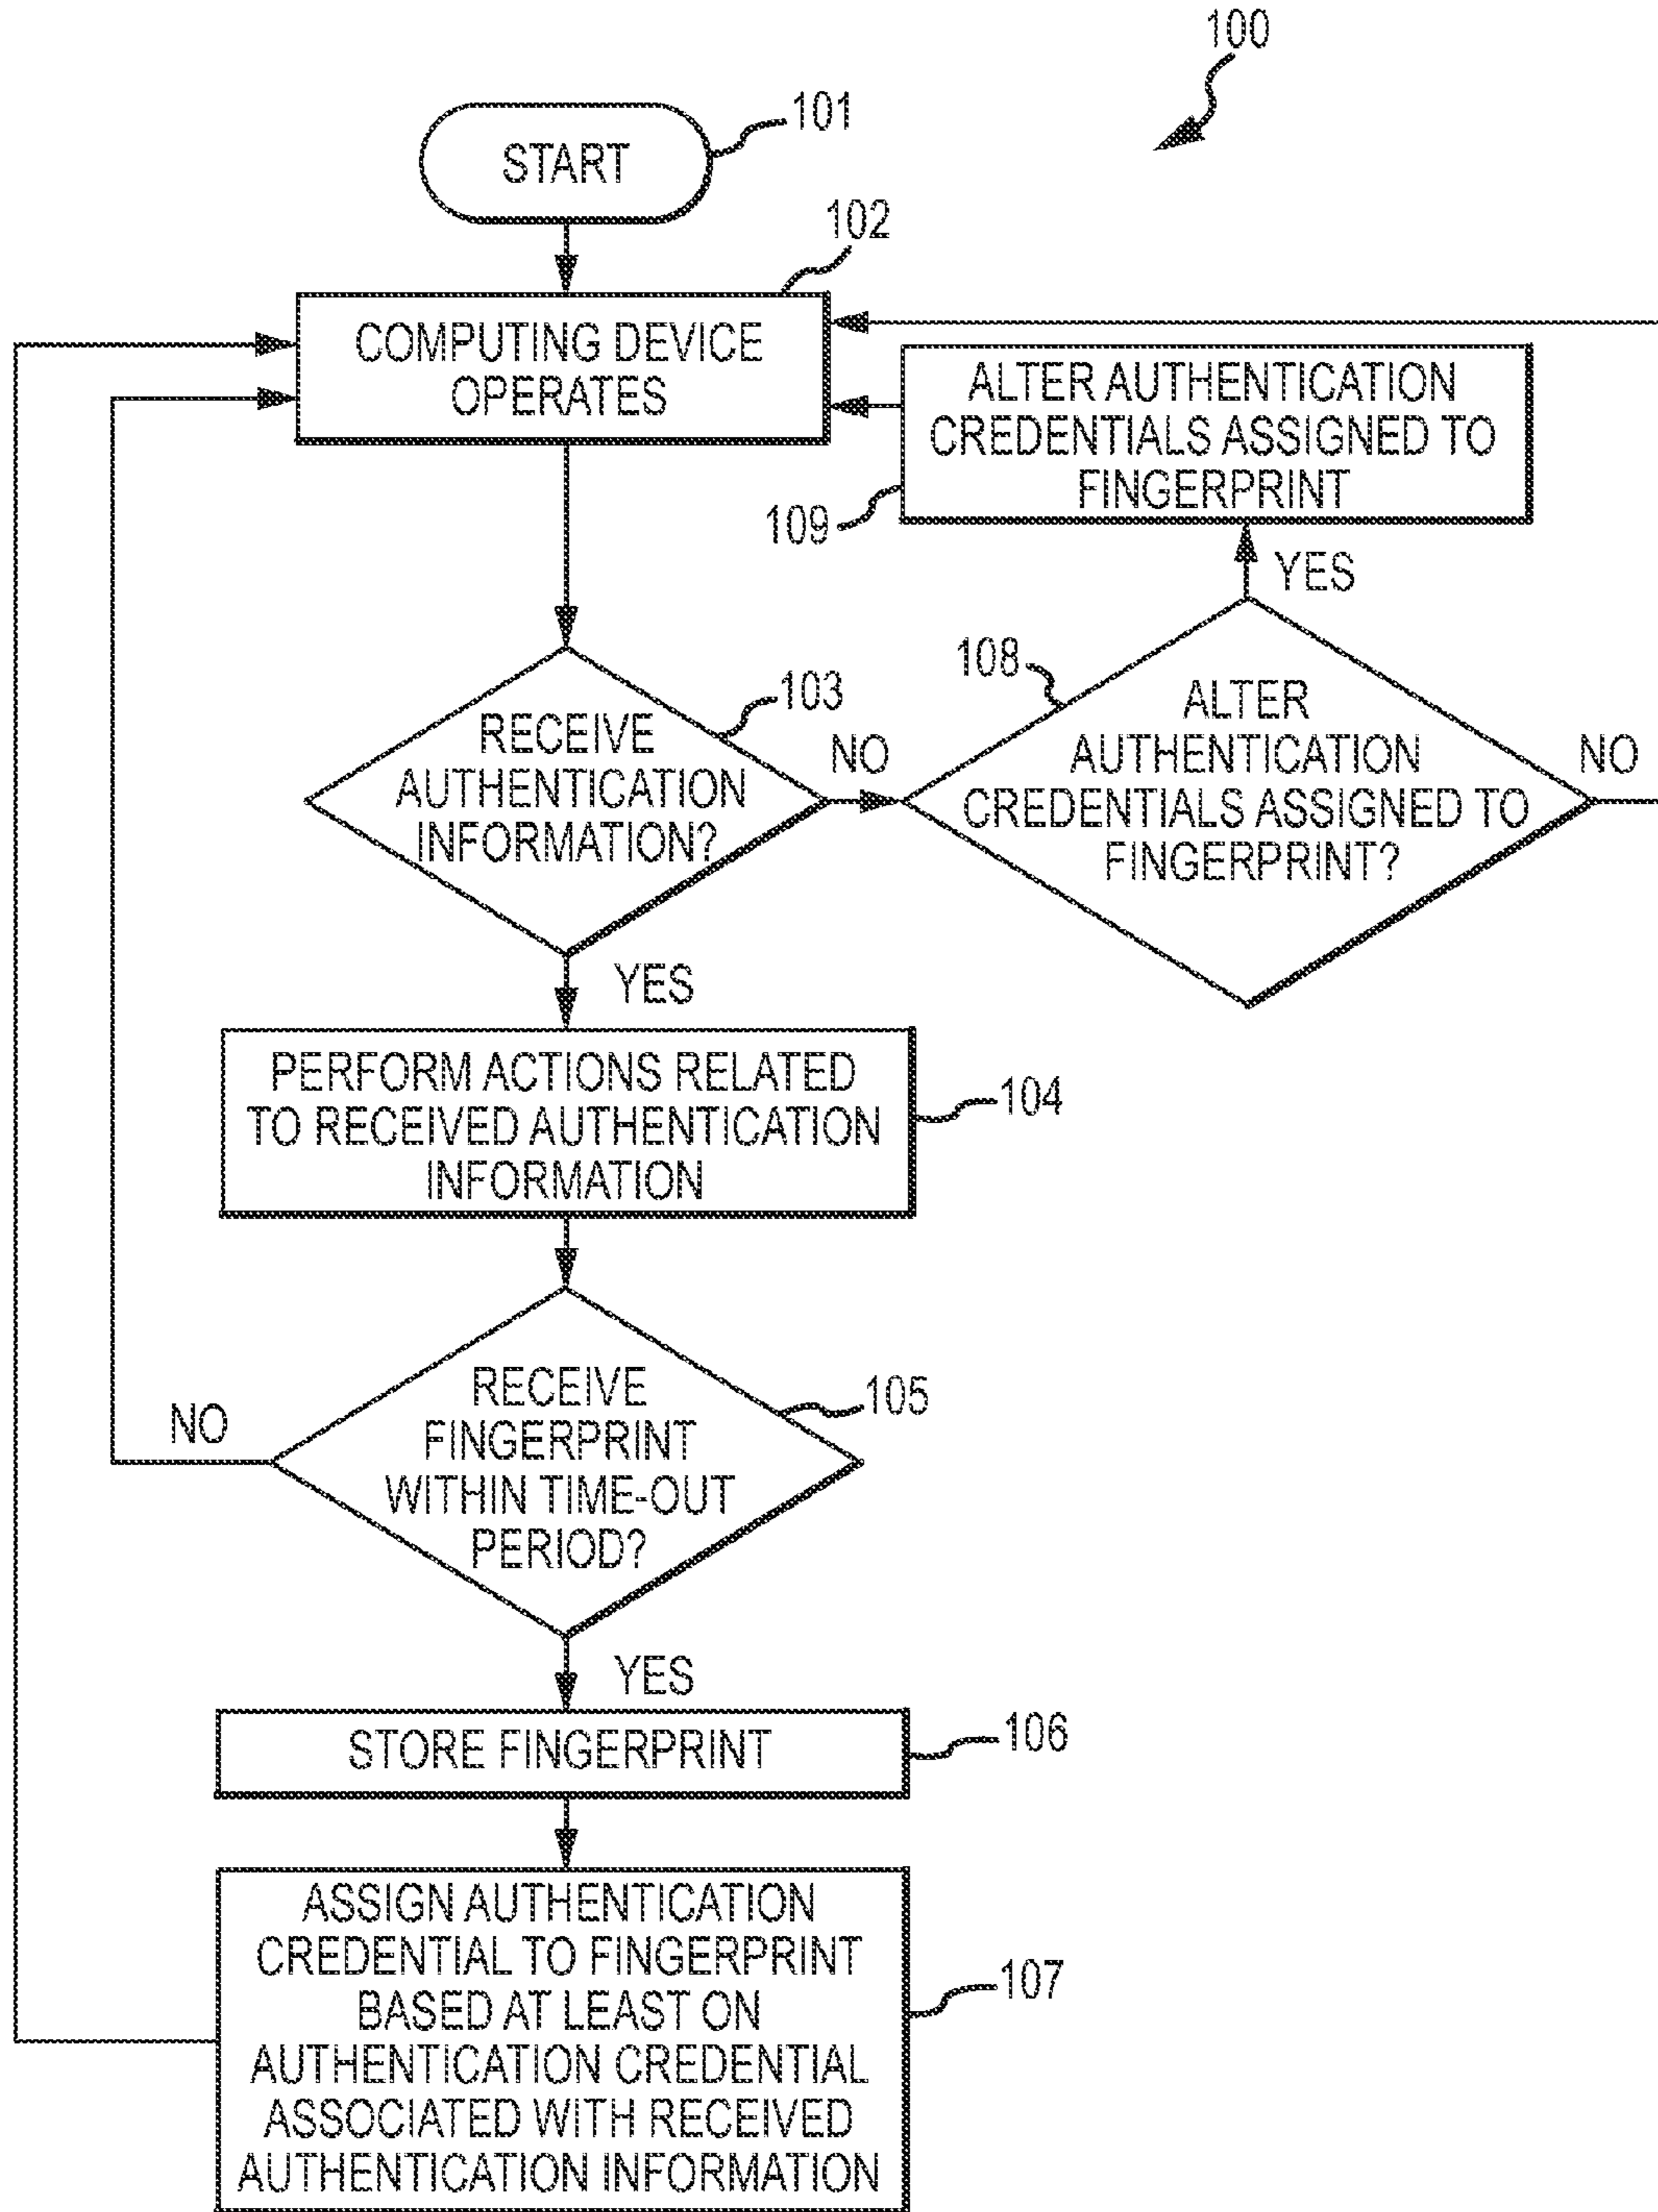 100
START
101
102
COMPUTING DEVICE
OPERATES
ALTER AUTHENTICATION
CREDENTIALS ASSIGNED TO
FINGERPRINT
109
YES
108
ALTER
AUTHENTICATION
CREDENTIALS ASSIGNED TO
FINGERPRINT?
NO
103
RECEIVE
AUTHENTICATION
INFORMATION?
NO
YES
PERFORM ACTIONS RELATED
TO RECEIVED AUTHENTICATION
INFORMATION
104
RECEIVE
FINGERPRINT
WITHIN TIME-OUT
PERIOD?
105
NO
YES
STORE FINGERPRINT
106
ASSIGN AUTHENTICATION
CREDENTIAL TO FINGERPRINT
BASED AT LEAST ON
AUTHENTICATION CREDENTIAL
ASSOCIATED WITH RECEIVED
AUTHENTICATION INFORMATION
107